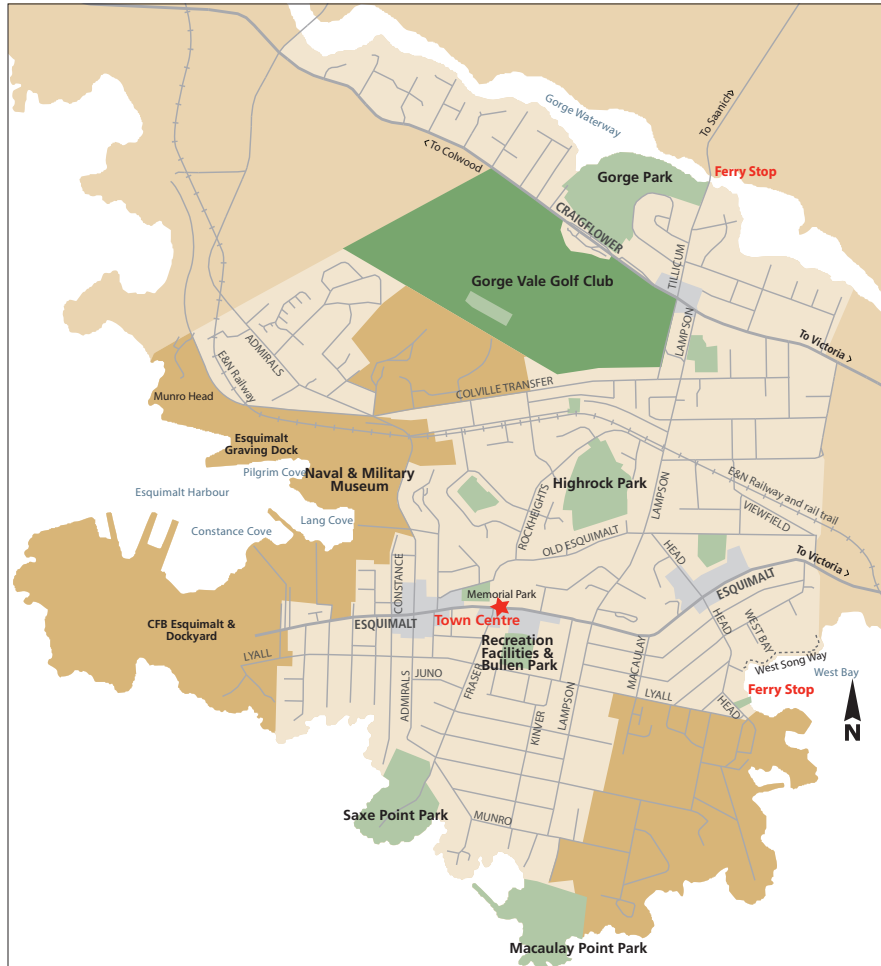 Gorge Waterway
To Saanich>
<To Colwood
Gorge Park
Ferry Stop
CRAIGFLOWER
Gorge Vale Golf Club
TILLICUM
LAMPSON
To Victoria >
ADMIRALS
E&N Railway
COLVILLE TRANSFER
Munro Head
Esquimalt
Graving Dock
Pilgrim Cove
Naval & Military
Museum
Highrock Park
Esquimalt Harbour
E&N Railway and rail trail
Lang Cove
Constance Cove
ROCKHEIGHTS
LAMPSON
VIEWFIELD
OLD ESQUIMALT
HEAD
To Victoria >
CONSTANCE
Memorial Park
ESQUIMALT
CFB Esquimalt &
Dockyard
ESQUIMALT
Town Centre
HEAD
WEST BAY
Recreation
Facilities &
Bullen Park
LYALL
MACAULAY
West Song Way
West Bay
JUNO
FRASER
LYALL
Ferry Stop
ADMIRALS
HEAD
KINVER
LAMPSON
N
Saxe Point Park
MUNRO
Macaulay Point Park